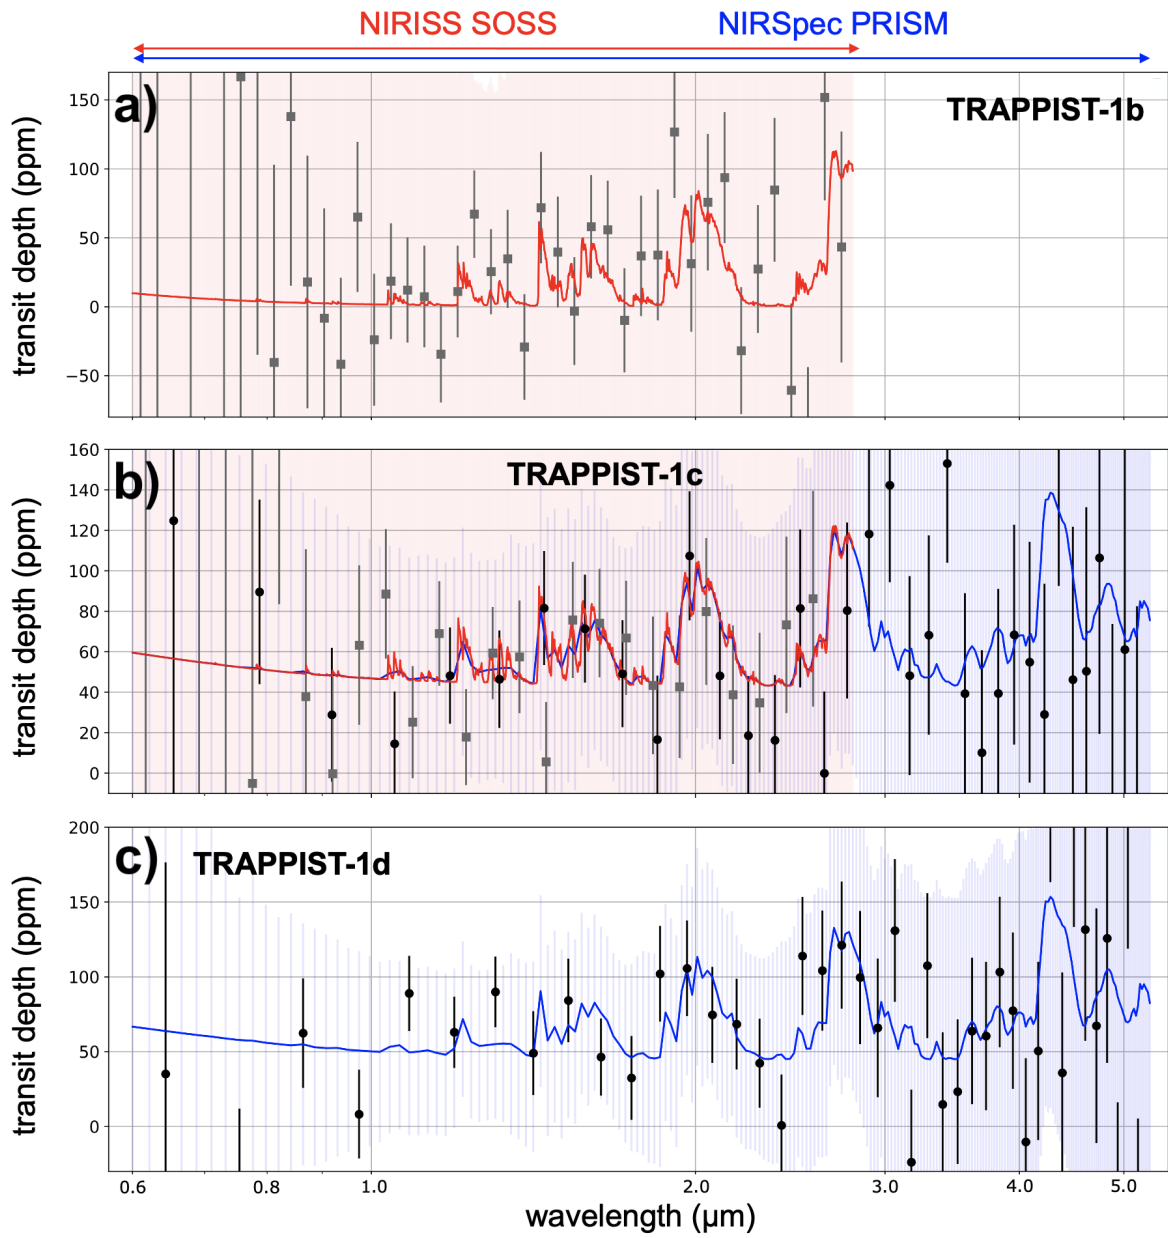 NIRISS SOSS NIRSpec PRISM
a) TRAPPIST-1b
transit depth (ppm)
150
100
50
0
−50
b) TRAPPIST-1c
transit depth (ppm)
160
140
120
100
80
60
40
20
0
c) TRAPPIST-1d
transit depth (ppm)
200
150
100
50
0
0.6 0.8 1.0 2.0 3.0 4.0 5.0
wavelength (μm)